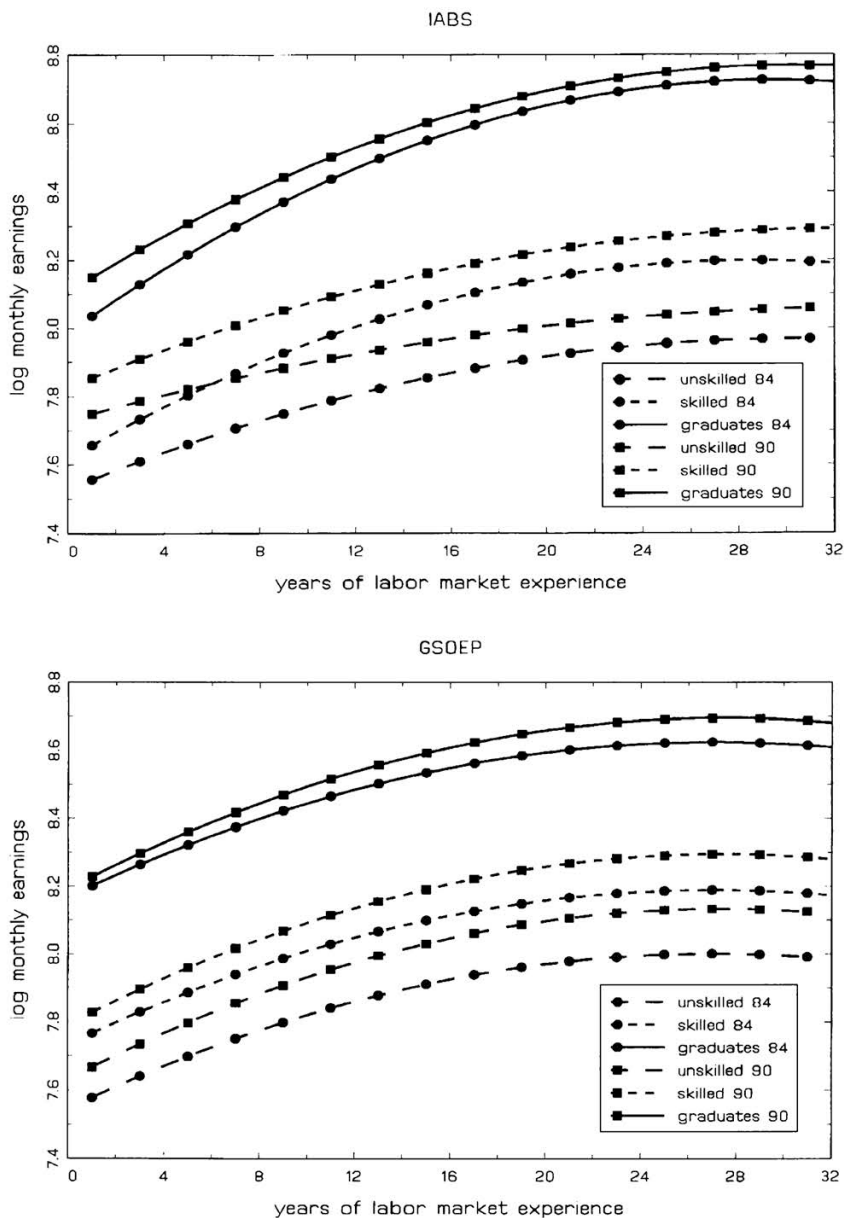 IABS
log monthly earnings
8.8
8.6
8.4
8.2
8.0
7.8
7.6
7.4
unskilled 84
skilled 84
graduates 84
unskilled 90
skilled 90
graduates 90
0 4 8 12 16 20 24 28 32
years of labor market experience
GSOEP
log monthly earnings
8.8
8.6
8.4
8.2
8.0
7.8
7.6
7.4
unskilled 84
skilled 84
graduates 84
unskilled 90
skilled 90
graduates 90
0 4 8 12 16 20 24 28 32
years of labor market experience